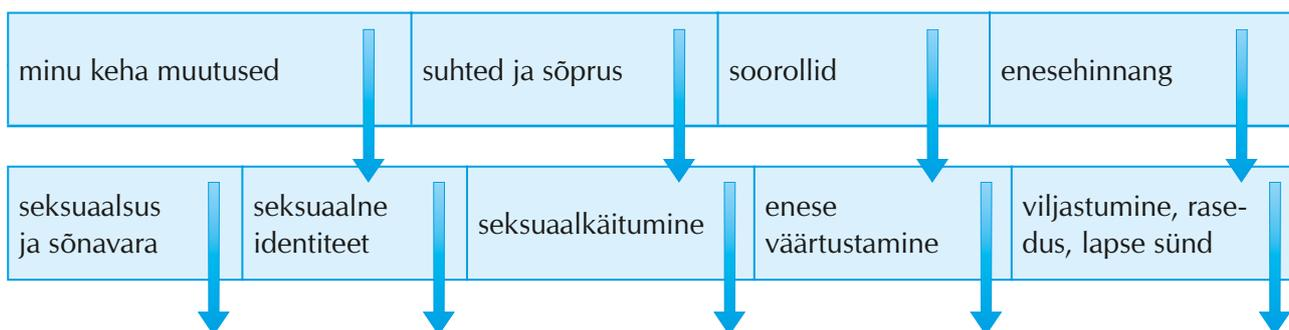 minu keha muutused
suhted ja sõprus
soorollid
enesehinnang
seksuaalsus
ja sõnavara
seksuaalne
identiteet
seksuaalkäitumine
enese
väärtustamine
viljastumine, rase-
dus, lapse sünd